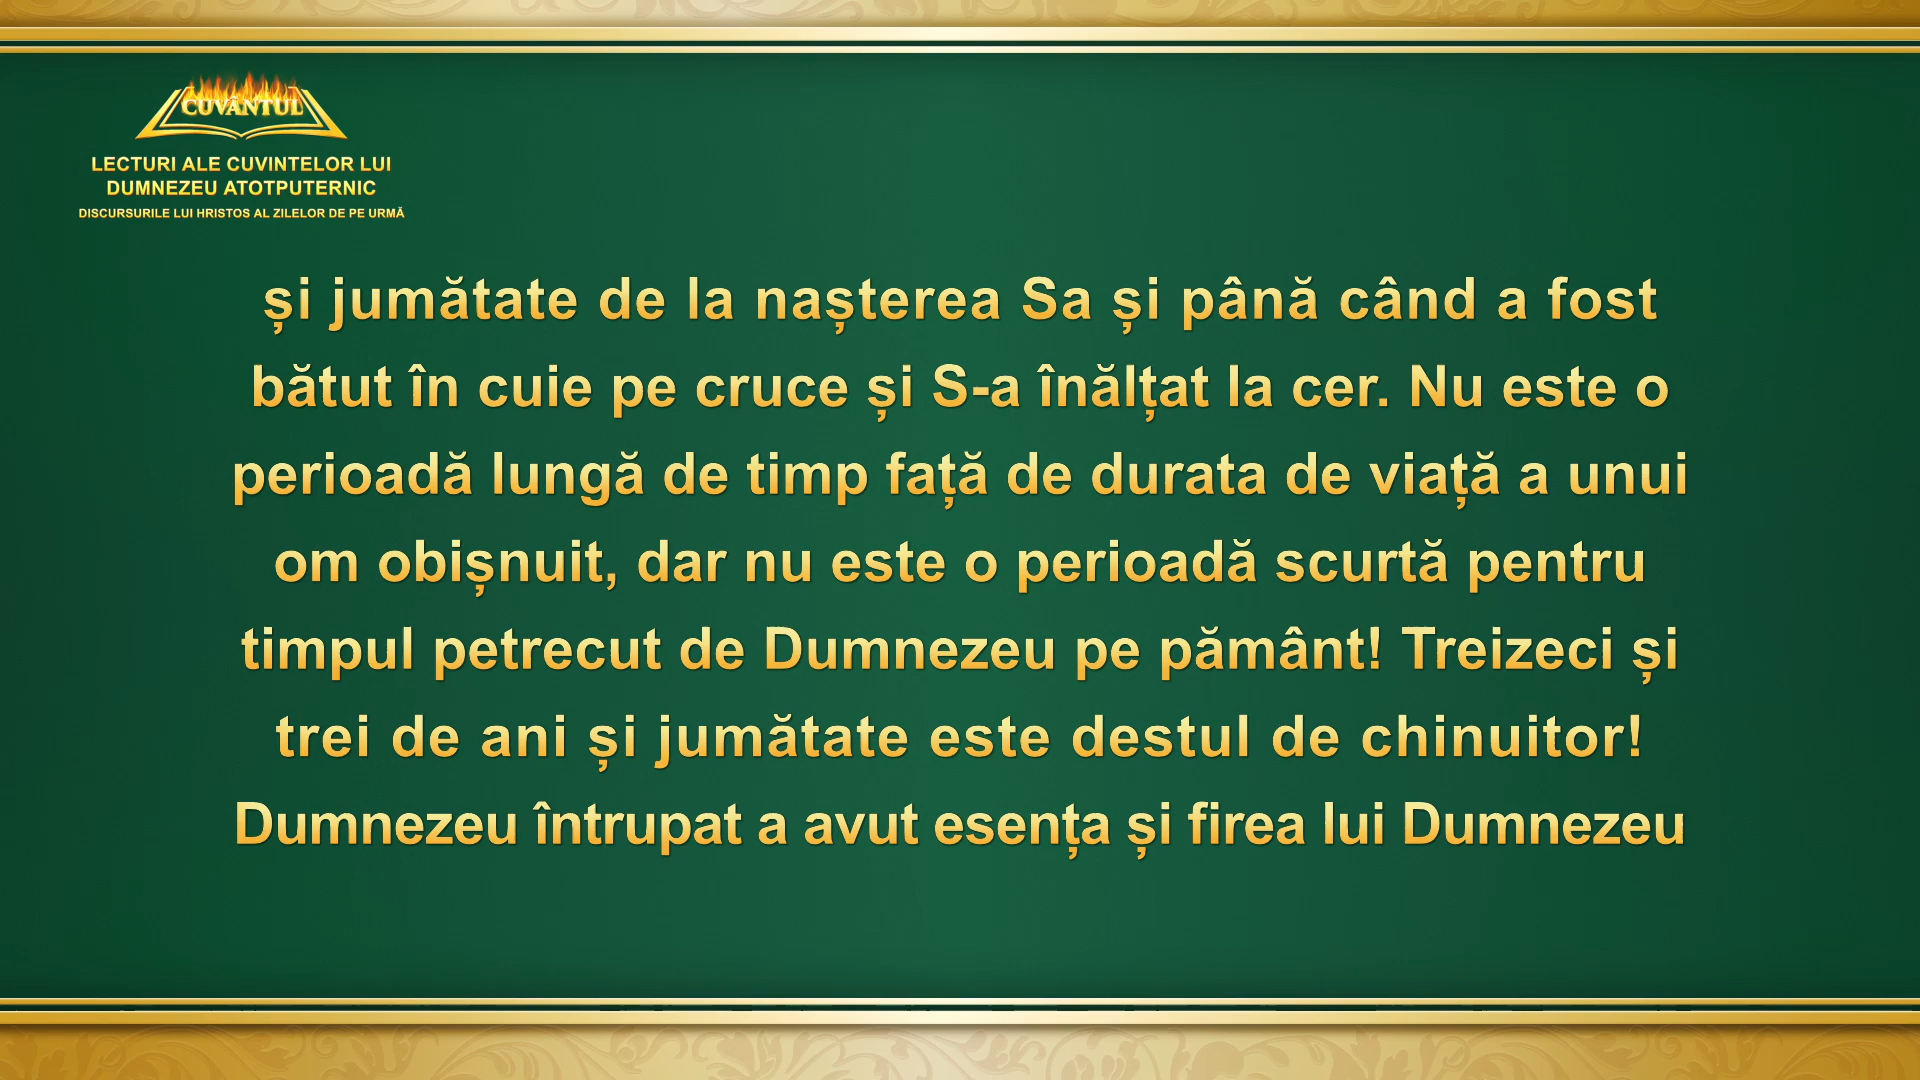 CUVÂNTUL
LECTURI ALE CUVINTELOR LUI
DUMNEZEU ATOTPUTERNIC
DISCURSURILE LUI HRISTOS AL ZILELOR DE PE URMĂ
și jumătate de la nașterea Sa și până când a fost
bătut în cuie pe cruce și S-a înălțat la cer. Nu este o
perioadă lungă de timp față de durata de viață a unui
om obișnuit, dar nu este o perioadă scurtă pentru
timpul petrecut de Dumnezeu pe pământ! Treizeci și
trei de ani și jumătate este destul de chinuitor!
Dumnezeu întrupat a avut esența și firea lui Dumnezeu